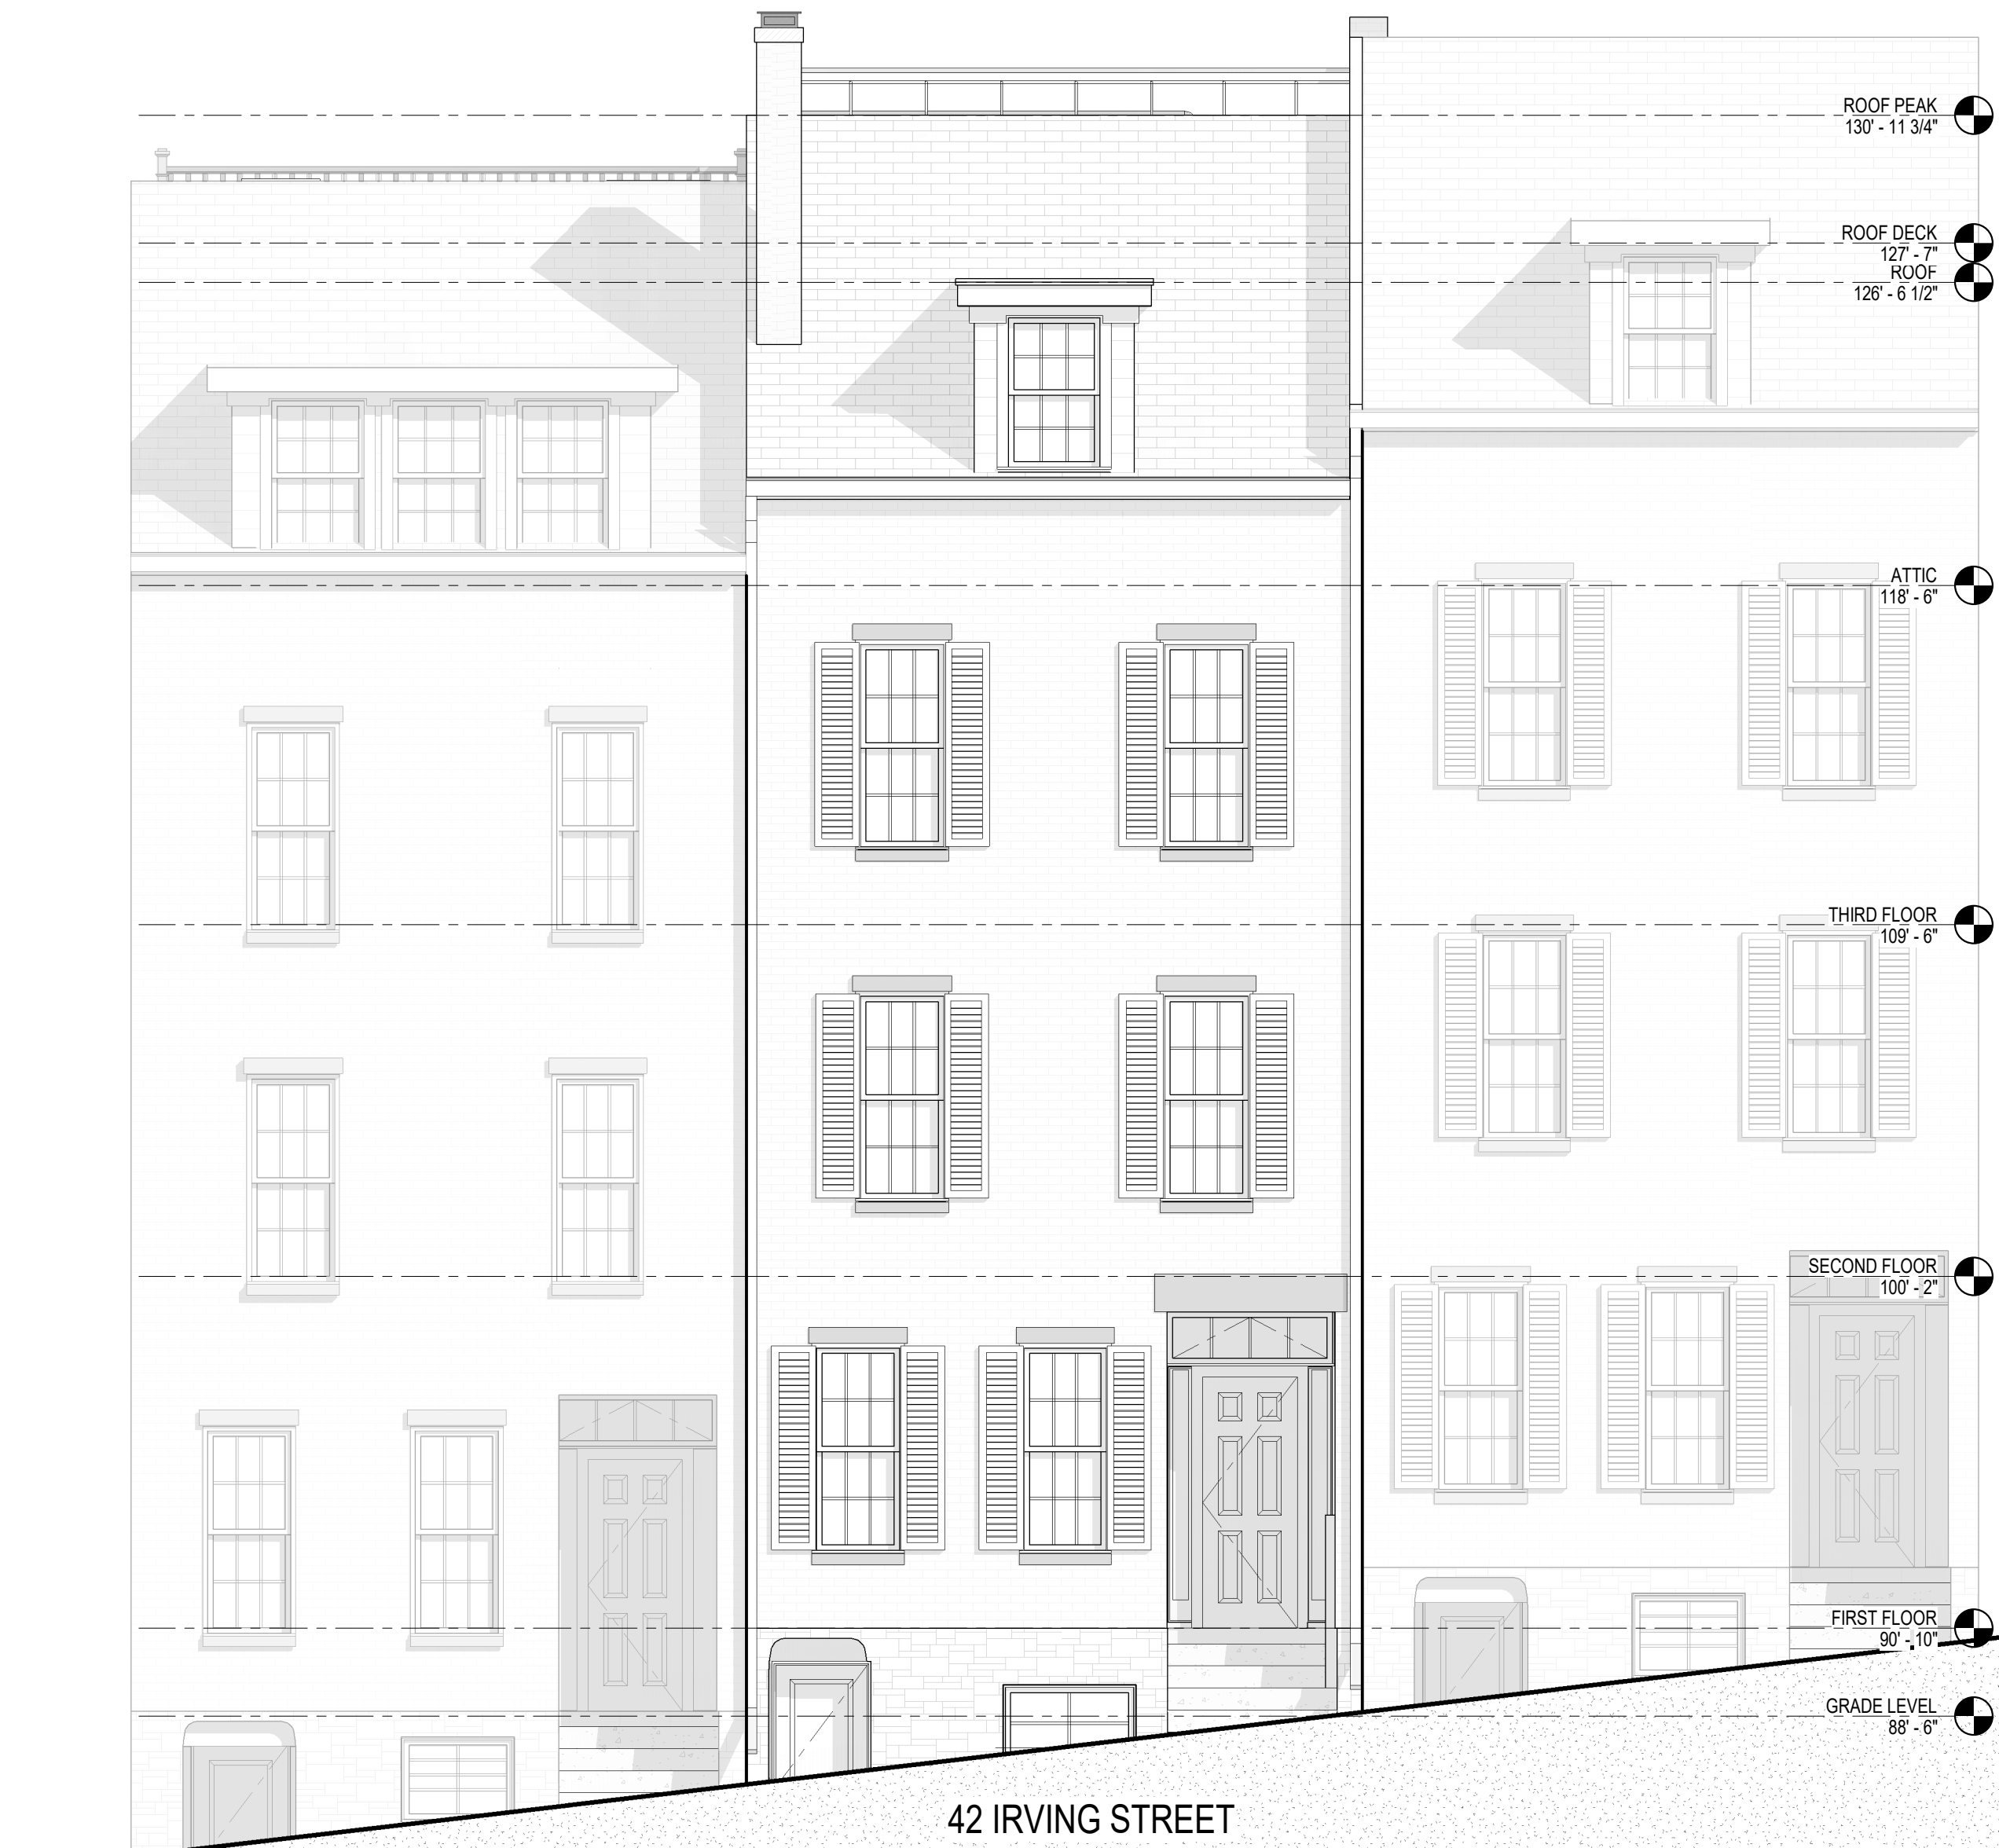 ROOF PEAK
130' - 11 3/4"
ROOF DECK
127' - 7"
ROOF
126' - 6 1/2"
ATTIC
118' - 6"
THIRD FLOOR
109' - 6"
SECOND FLOOR
100' - 2"
FIRST FLOOR
90' - 10"
GRADE LEVEL
88' - 6"
42 IRVING STREET